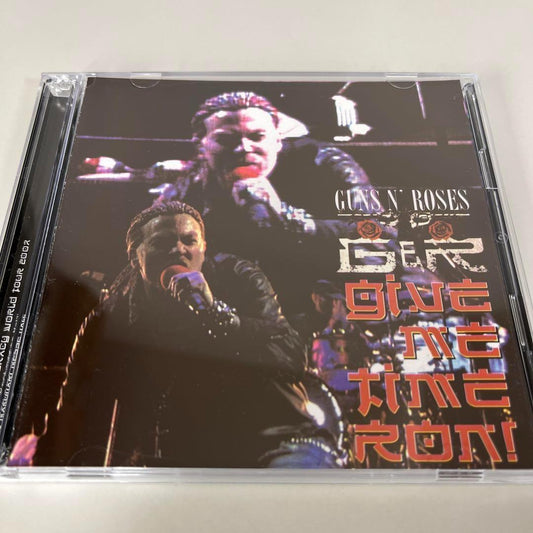 GUNS N' ROSES
G N' R
GIVE
ME
TIME
RON!
WORLD TOUR 2002